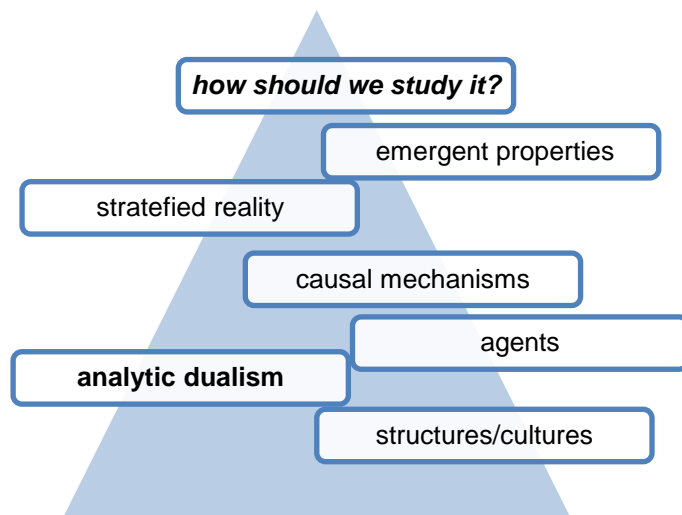 how should we study it?
emergent properties
stratefied reality
causal mechanisms
agents
analytic dualism
structures/cultures